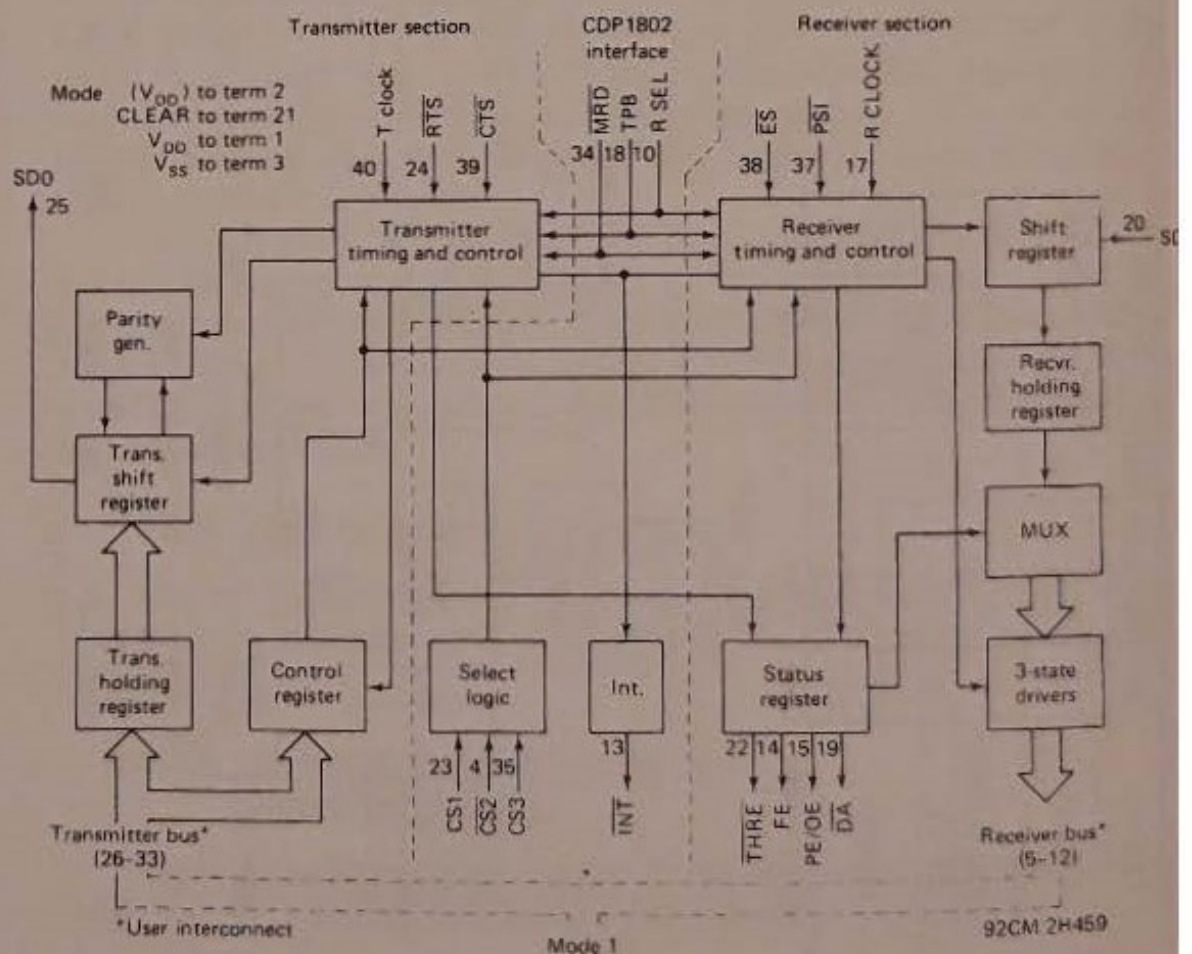 Transmitter section
CDP1802
interface
Receiver section
Mode (VDD) to term 2
CLEAR to term 21
VDD to term 1
VSS to term 3
T clock
RTS
CTS
MRD
TPB
R SEL
ES
PSI
R CLOCK
40
24
39
34
18
10
38
37
17
SDO
25
Transmitter
timing and control
Receiver
timing and control
Shift
register
20
Parity
gen.
Recvr.
holding
register
Trans.
shift
register
MUX
Trans.
holding
register
Control
register
Select
logic
Int.
Status
register
3-state
drivers
23
4
35
13
22
14
15
19
CS1
CS2
CS3
INT
THRE
FE
PE/OE
DA
Transmitter bus*
(26-33)
Receiver bus*
(5-12)
*
*User interconnect
92CM 2H459
Mode 1